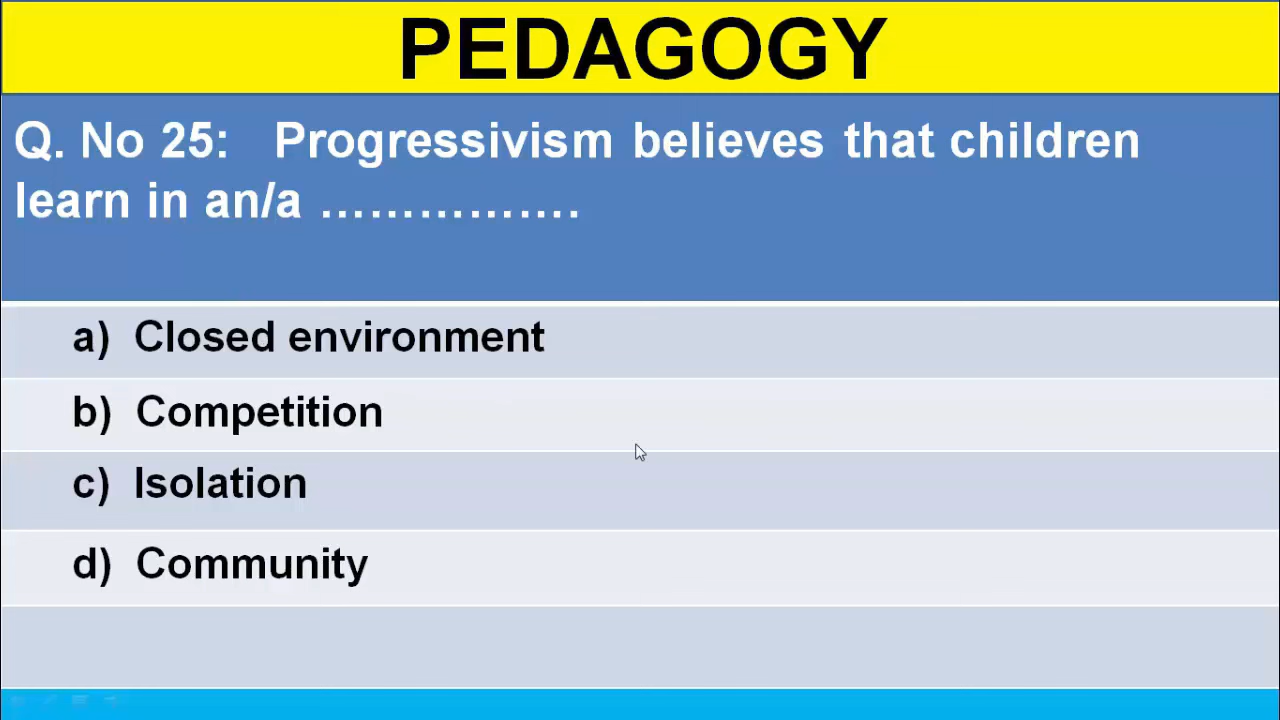 PEDAGOGY
Q. No 25: Progressivism believes that children
learn in an/a …………….
a) Closed environment
b) Competition
c) Isolation
d) Community